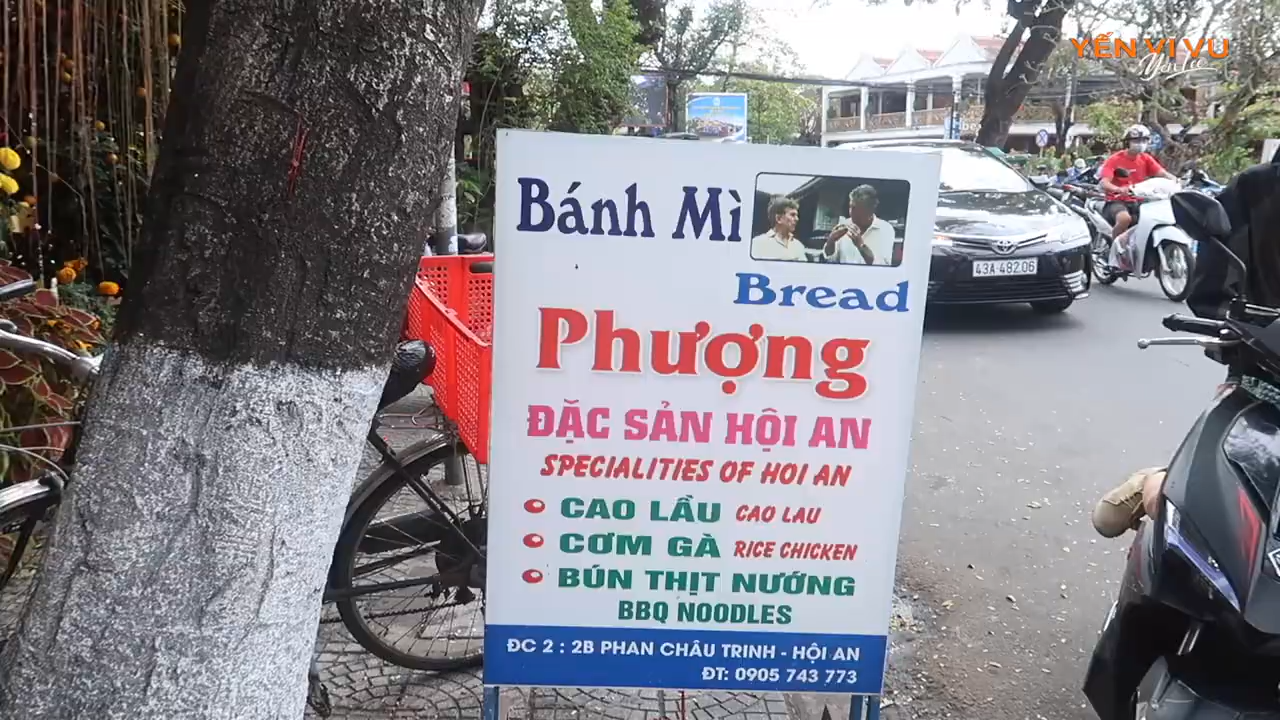 YẾN VI VU
Bánh Mì
Bread
Phượng
ĐẶC SẢN HỘI AN
SPECIALITIES OF HOI AN
CAO LẦU CAO LAU
CƠM GÀ RICE CHICKEN
BÚN THỊT NƯỚNG
BBQ NOODLES
ĐC 2 : 2B PHAN CHÂU TRINH - HỘI AN
ĐT: 0905 743 773
43A-482.06